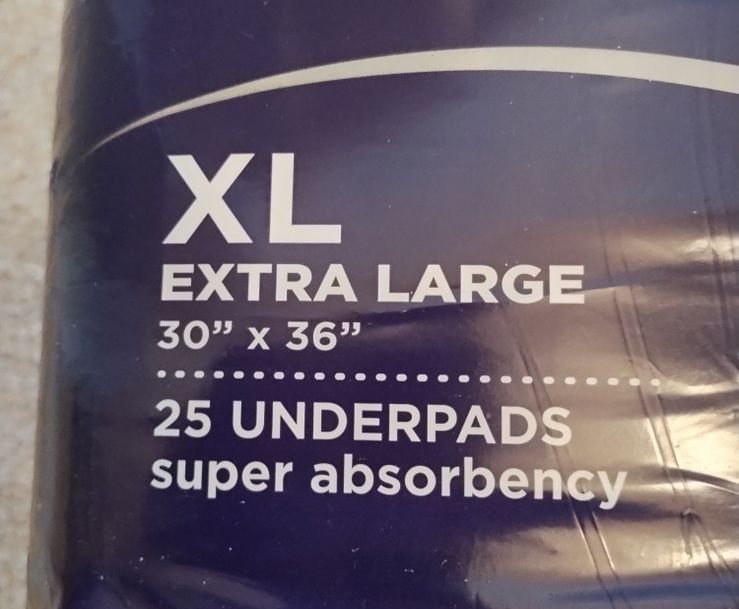 XL
EXTRA LARGE
30” x 36”
25 UNDERPADS
super absorbency